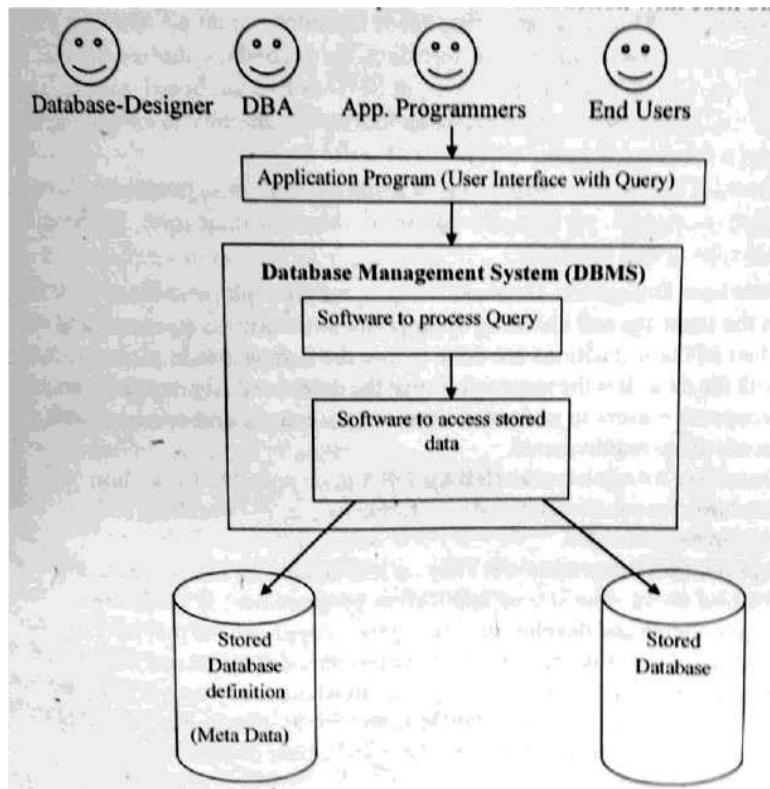 Database-Designer DBA App. Programmers End Users
Application Program (User Interface with Query)
Database Management System (DBMS)
Software to process Query
Software to access stored
data
Stored
Database
definition
(Meta Data)
Stored
Database